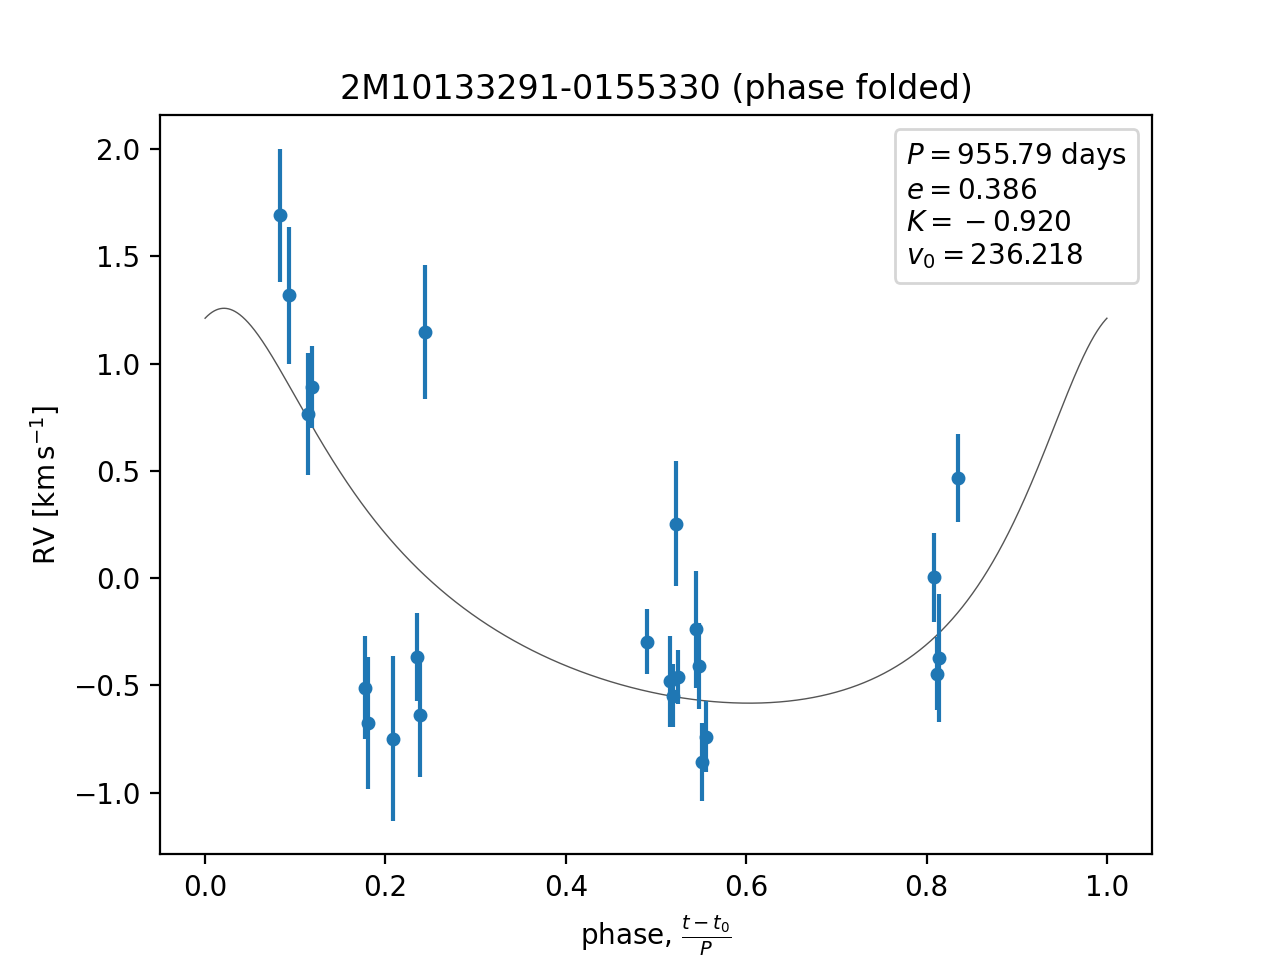 2M10133291-0155330 (phase folded)
P = 955.79 days
e = 0.386
K = −0.920
v₀ = 236.218
RV [km s⁻¹]
2.0
1.5
1.0
0.5
0.0
−0.5
−1.0
0.0 0.2 0.4 0.6 0.8 1.0
phase, (t − t₀)/P